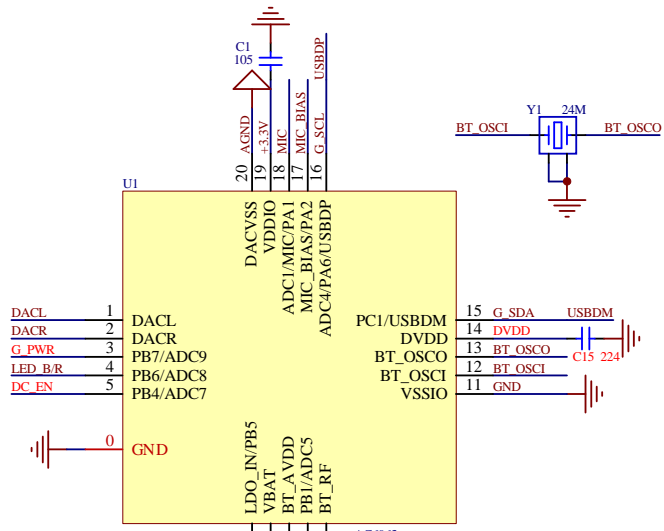 C1
105
AGND
+3.3V
MIC
MIC_BIAS
G_SCL
USBDP
20
19
18
17
16
Y1 24M
BT_OSCI BT_OSCO
U1
DACVSS
VDDIO
ADC1/MIC/PA1
MIC_BIAS/PA2
ADC4/PA6/USBDP
DACL 1 DACL
DACR 2 DACR
G_PWR 3 PB7/ADC9
LED_B/R 4 PB6/ADC8
DC_EN 5 PB4/ADC7
0 GND
PC1/USBDM 15 G_SDA USBDM
DVDD 14 DVDD
BT_OSCO 13 BT_OSCO
C15 224
BT_OSCI 12 BT_OSCI
VSSIO 11 GND
LDO_IN/PB5
VBAT
BT_AVDD
PB1/ADC5
BT_RF